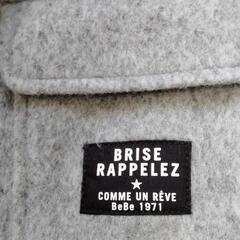 BRISE
RAPPELEZ
★
COMME UN RÊVE
BeBe 1971